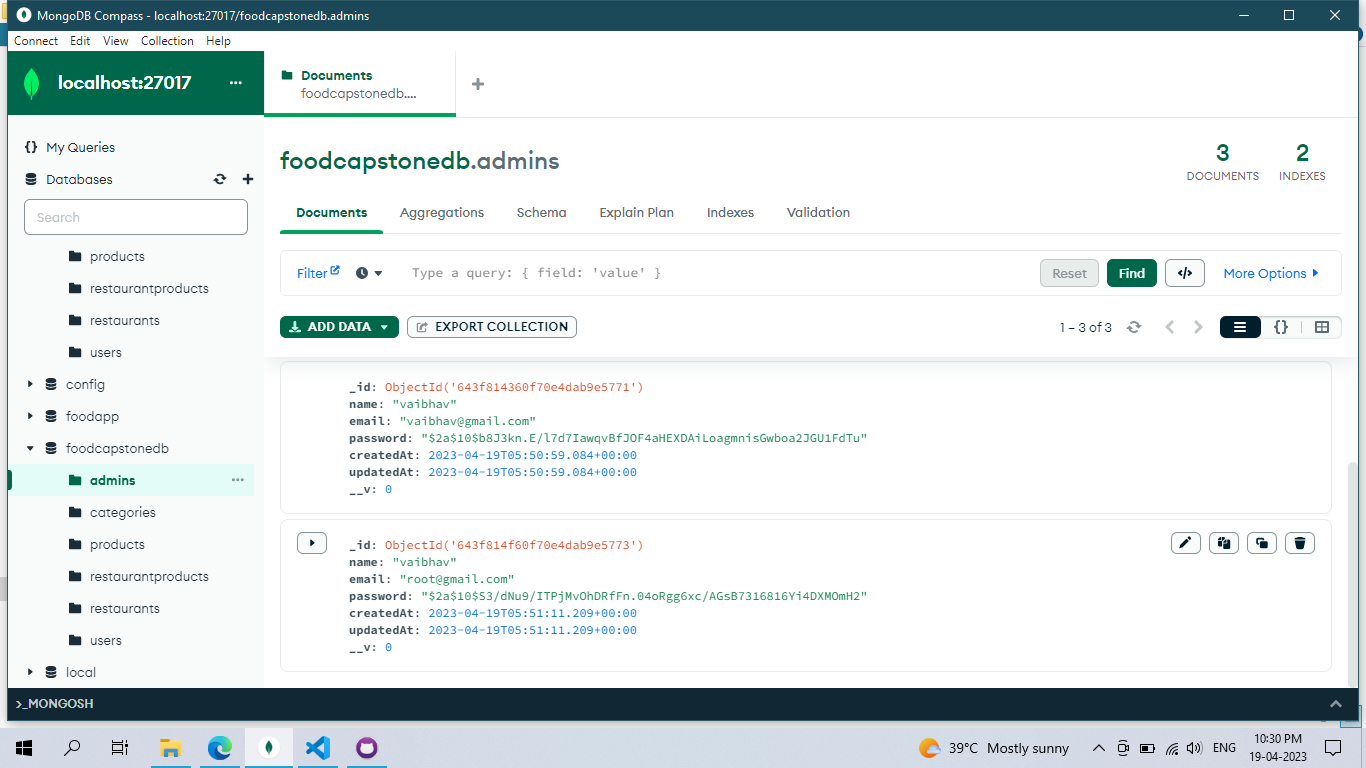 MongoDB Compass - localhost:27017/foodcapstonedb.admins
Connect Edit View Collection Help
localhost:27017
...
My Queries
Databases
Search
products
restaurantproducts
restaurants
users
config
foodapp
foodcapstonedb
admins
...
categories
products
restaurantproducts
restaurants
users
local
Documents
foodcapstonedb....
foodcapstonedb.admins
3
DOCUMENTS
2
INDEXES
Documents Aggregations Schema Explain Plan Indexes Validation
Filter Type a query: { field: 'value' } Reset Find </> More Options
ADD DATA EXPORT COLLECTION 1 – 3 of 3 {}
_id: ObjectId('643f814360f70e4dab9e5771')
name: "vaibhav"
email: "vaibhav@gmail.com"
password: "$2a$10$b8J3kn.E/l7d7IawqvBfJOF4aHEXDAiLoagmnisGwboa2JGU1FdTu"
createdAt: 2023-04-19T05:50:59.084+00:00
updatedAt: 2023-04-19T05:50:59.084+00:00
__v: 0
_id: ObjectId('643f814f60f70e4dab9e5773')
name: "vaibhav"
email: "root@gmail.com"
password: "$2a$10$S3/dNu9/ITPjMvOhDRfFn.04oRgg6xc/AGsB7316816Yi4DXMOmH2"
createdAt: 2023-04-19T05:51:11.209+00:00
updatedAt: 2023-04-19T05:51:11.209+00:00
__v: 0
>_MONGOSH
39°C Mostly sunny ENG
10:30 PM
19-04-2023